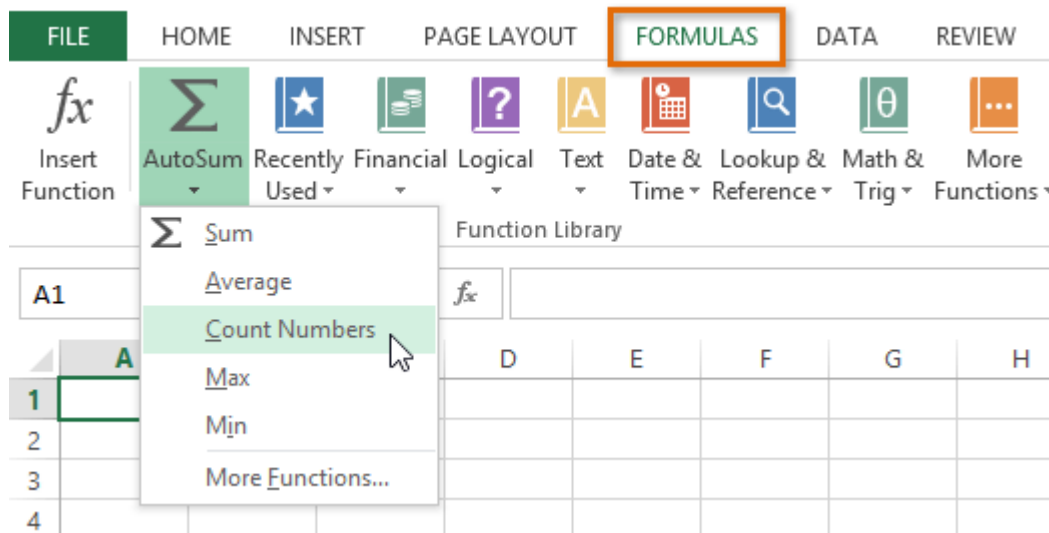 FILE HOME INSERT PAGE LAYOUT FORMULAS DATA REVIEW
fx Σ ★ ? A θ ...
Insert AutoSum Recently Financial Logical Text Date & Lookup & Math & More
Function Used Time Reference Trig Functions
Function Library
Σ Sum
Average
Count Numbers
Max
Min
More Functions...
A1 fx
A D E F G H
1
2
3
4